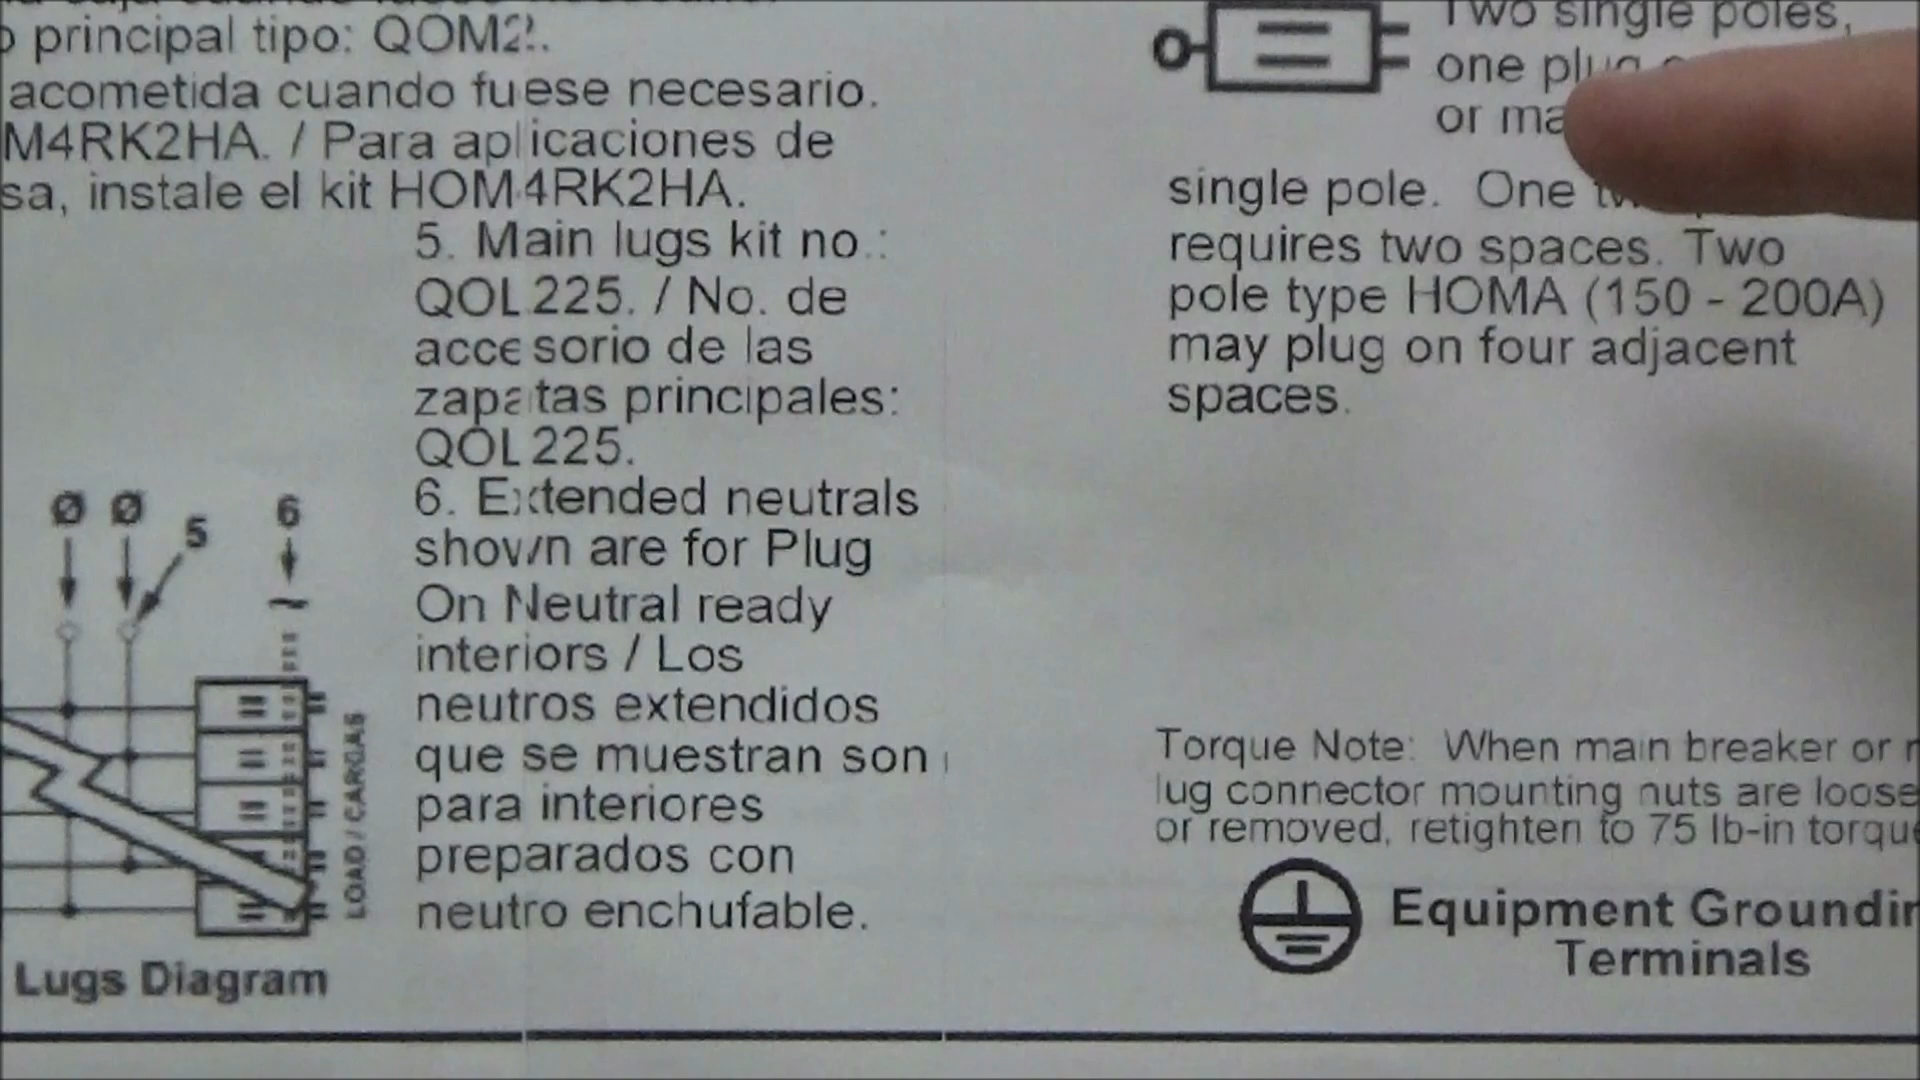 principal tipo: QOM2.
acometida cuando fuese necesario.
M4RK2HA. / Para aplicaciones de
sa, instale el kit HOM4RK2HA.
5. Main lugs kit no.:
QOL225. / No. de
accesorio de las
zapatas principales:
QOL225.
6. Extended neutrals
shown are for Plug
On Neutral ready
interiors / Los
neutros extendidos
que se muestran son
para interiores
preparados con
neutro enchufable.
Ø Ø 5 6
~
LOAD / CARGAS
Lugs Diagram
Two single poles,
one plug
or
single pole. One
requires two spaces. Two
pole type HOMA (150 - 200A)
may plug on four adjacent
spaces.
Torque Note: When main breaker or
lug connector mounting nuts are loose
or removed, retighten to 75 lb-in torque
Equipment Groundin
Terminals